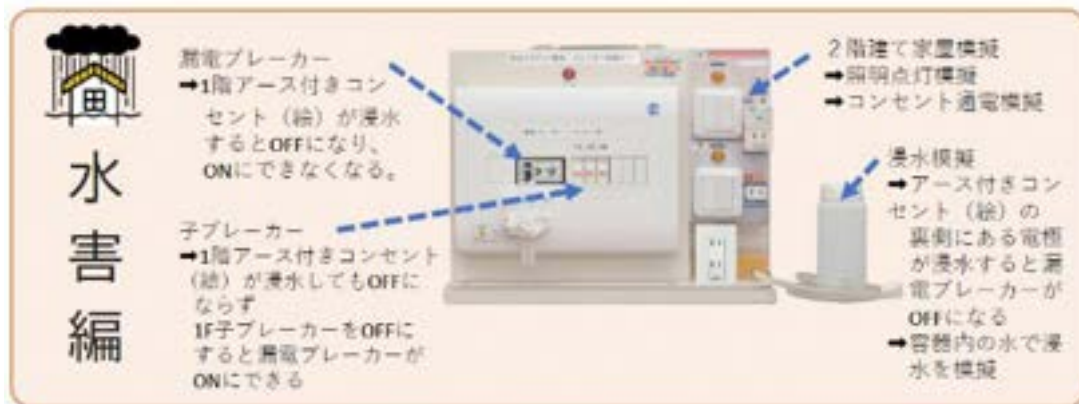 水害編
漏電ブレーカー
➡1階アース付きコン
セント（絵）が浸水
するとOFFになり、
ONにできなくなる。
子ブレーカー
➡1階アース付きコンセント
（絵）が浸水してもOFFに
ならず
1F子ブレーカーをOFFに
すると漏電ブレーカーが
ONにできる
２階建て家屋模擬
➡照明点灯模擬
➡コンセント通電模擬
浸水模擬
➡アース付きコン
セント（絵）の
裏側にある電極
が浸水すると漏
電ブレーカーが
OFFになる
➡容器内の水で浸
水を模擬